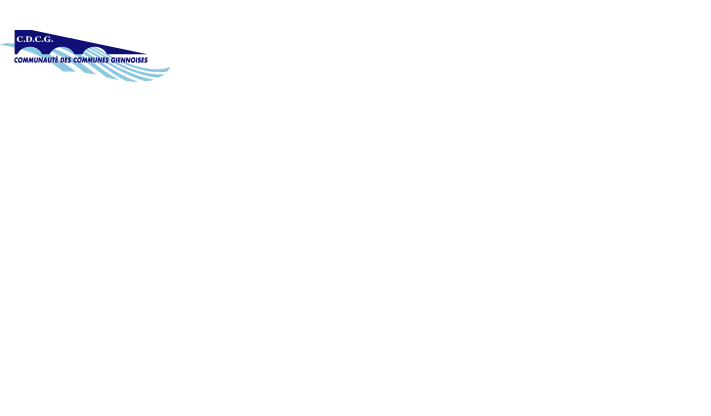 C.D.C.G.
COMMUNAUTÉ DES COMMUNES GIENNOISES